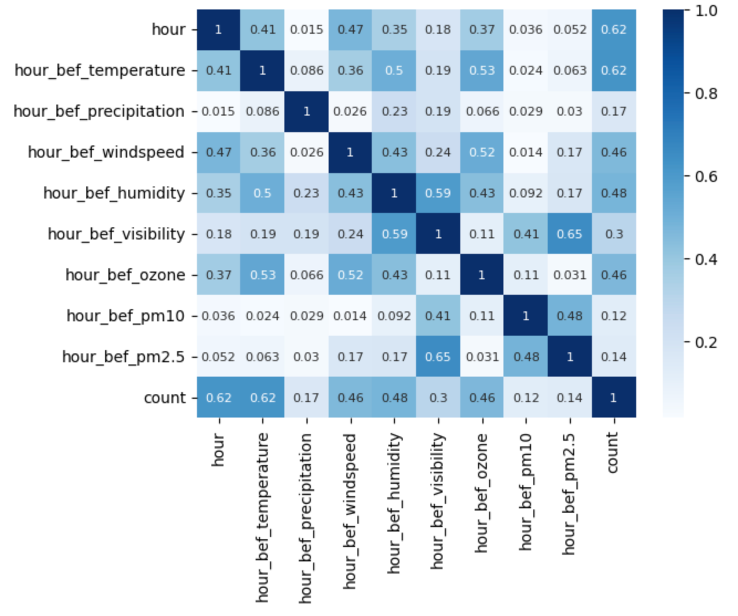 hour 1 0.41 0.015 0.47 0.35 0.18 0.37 0.036 0.052 0.62
hour_bef_temperature 0.41 1 0.086 0.36 0.5 0.19 0.53 0.024 0.063 0.62
hour_bef_precipitation 0.015 0.086 1 0.026 0.23 0.19 0.066 0.029 0.03 0.17
hour_bef_windspeed 0.47 0.36 0.026 1 0.43 0.24 0.52 0.014 0.17 0.46
hour_bef_humidity 0.35 0.5 0.23 0.43 1 0.59 0.43 0.092 0.17 0.48
hour_bef_visibility 0.18 0.19 0.19 0.24 0.59 1 0.11 0.41 0.65 0.3
hour_bef_ozone 0.37 0.53 0.066 0.52 0.43 0.11 1 0.11 0.031 0.46
hour_bef_pm10 0.036 0.024 0.029 0.014 0.092 0.41 0.11 1 0.48 0.12
hour_bef_pm2.5 0.052 0.063 0.03 0.17 0.17 0.65 0.031 0.48 1 0.14
count 0.62 0.62 0.17 0.46 0.48 0.3 0.46 0.12 0.14 1
hour
hour_bef_temperature
hour_bef_precipitation
hour_bef_windspeed
hour_bef_humidity
hour_bef_visibility
hour_bef_ozone
hour_bef_pm10
hour_bef_pm2.5
count
1.0
0.8
0.6
0.4
0.2